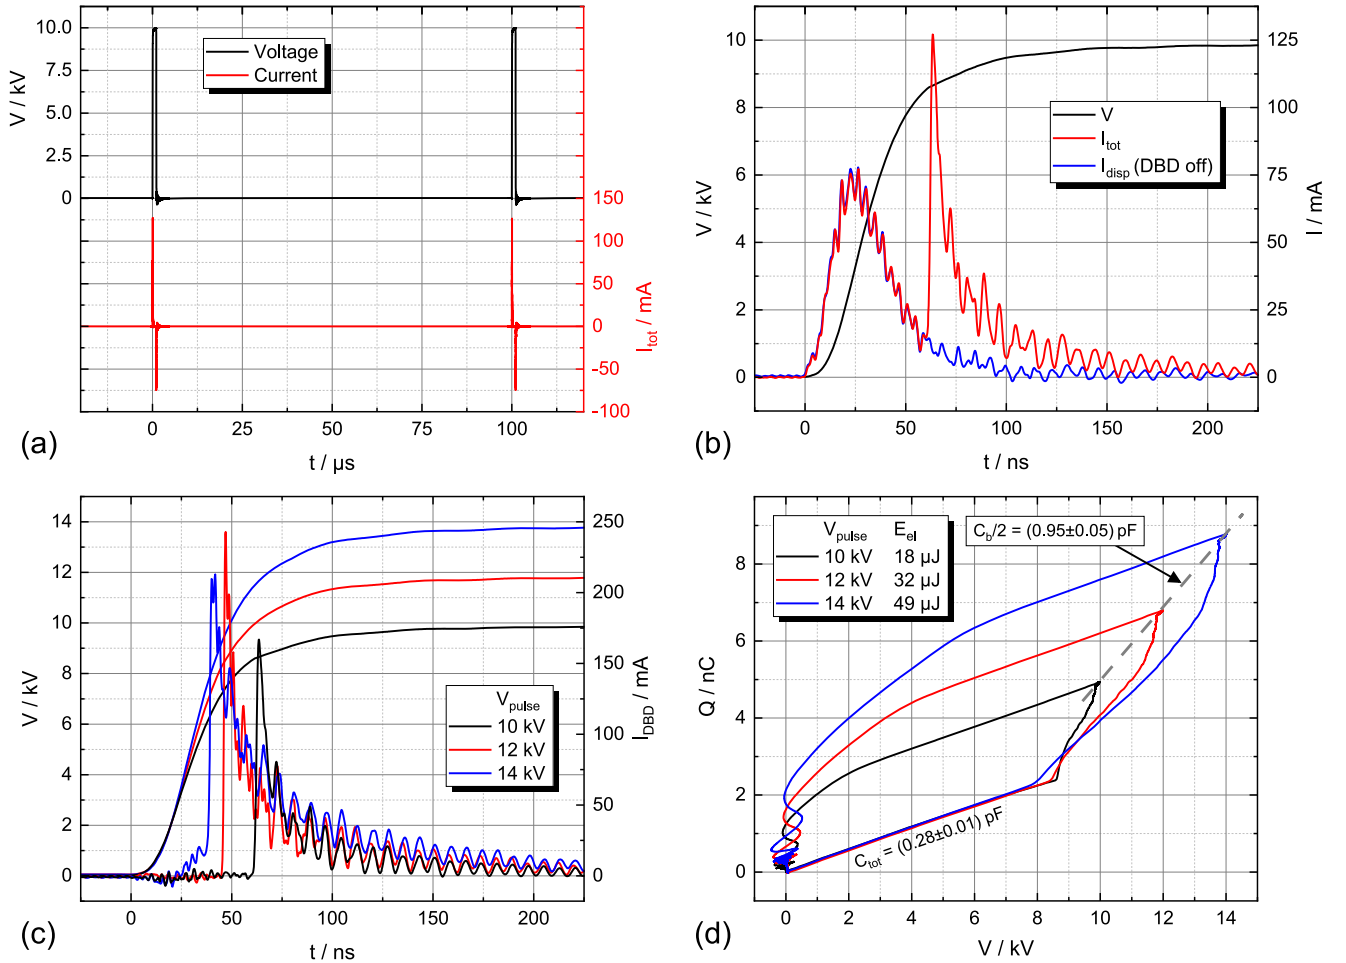 10.0
7.5
5.0
2.5
0
V / kV
Voltage
Current
150
100
50
0
-50
-100
I_tot / mA
0
25
50
75
100
t / µs
(a)
10
8
6
4
2
0
V / kV
V
I_tot
I_disp (DBD off)
125
100
75
50
25
0
I / mA
0
50
100
150
200
t / ns
(b)
14
12
10
8
6
4
2
0
V / kV
V_pulse
10 kV
12 kV
14 kV
250
200
150
100
50
0
I_DBD / mA
0
50
100
150
200
t / ns
(c)
8
6
4
2
0
Q / nC
V_pulse E_el
10 kV 18 µJ
12 kV 32 µJ
14 kV 49 µJ
C_b/2 = (0.95±0.05) pF
C_tot = (0.28±0.01) pF
0
2
4
6
8
10
12
14
V / kV
(d)